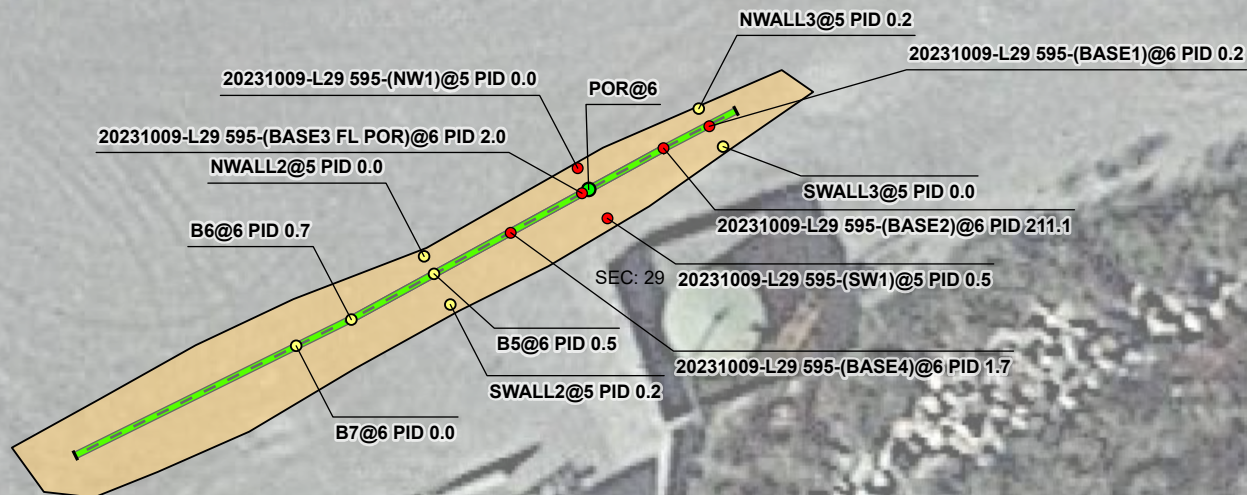 NWALL3@5 PID 0.2
20231009-L29 595-(BASE1)@6 PID 0.2
20231009-L29 595-(NW1)@5 PID 0.0
POR@6
20231009-L29 595-(BASE3 FL POR)@6 PID 2.0
NWALL2@5 PID 0.0
SWALL3@5 PID 0.0
B6@6 PID 0.7
20231009-L29 595-(BASE2)@6 PID 211.1
SEC: 29
20231009-L29 595-(SW1)@5 PID 0.5
B5@6 PID 0.5
20231009-L29 595-(BASE4)@6 PID 1.7
SWALL2@5 PID 0.2
B7@6 PID 0.0